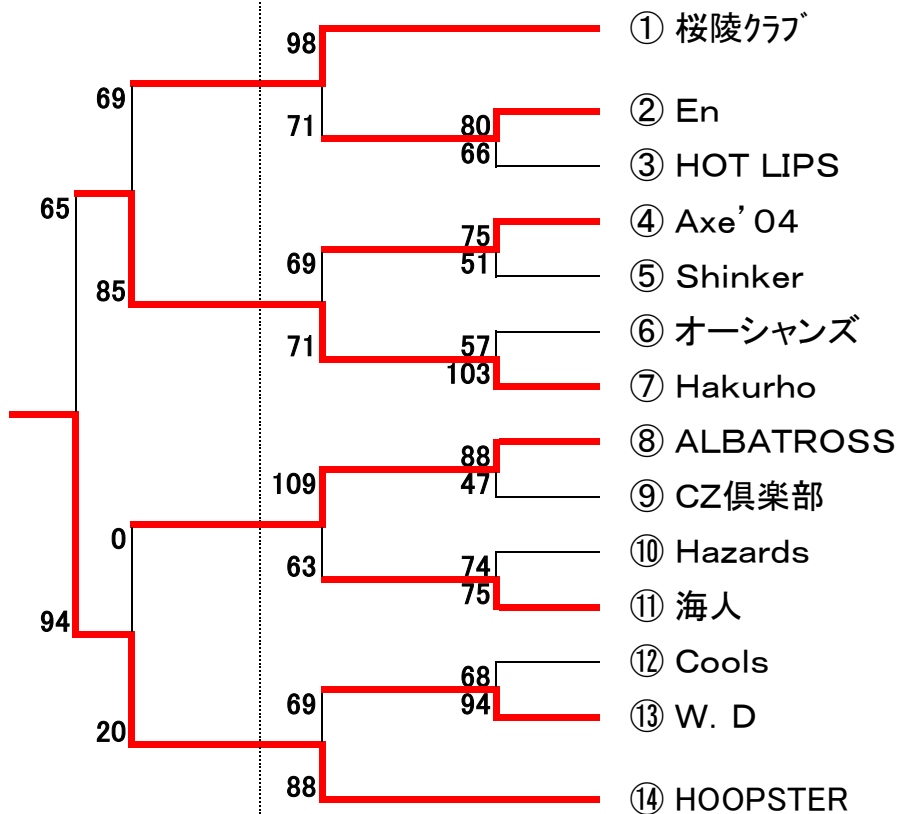 98
① 桜陵ｸﾗﾌﾞ
69
71
80
② En
66
③ HOT LIPS
65
75
④ Axe’04
69
51
⑤ Shinker
85
71
57
⑥ オーシャンズ
103
⑦ Hakurho
88
⑧ ALBATROSS
109
47
⑨ CZ倶楽部
0
63
74
⑩ Hazards
75
⑪ 海人
94
68
⑫ Cools
69
94
⑬ W．D
20
88
⑭ HOOPSTER